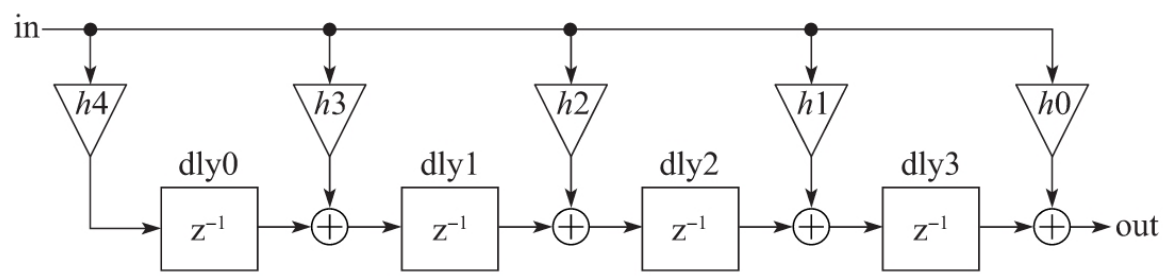 in
h4 h3 h2 h1 h0
dly0 dly1 dly2 dly3
z⁻¹ z⁻¹ z⁻¹ z⁻¹ out